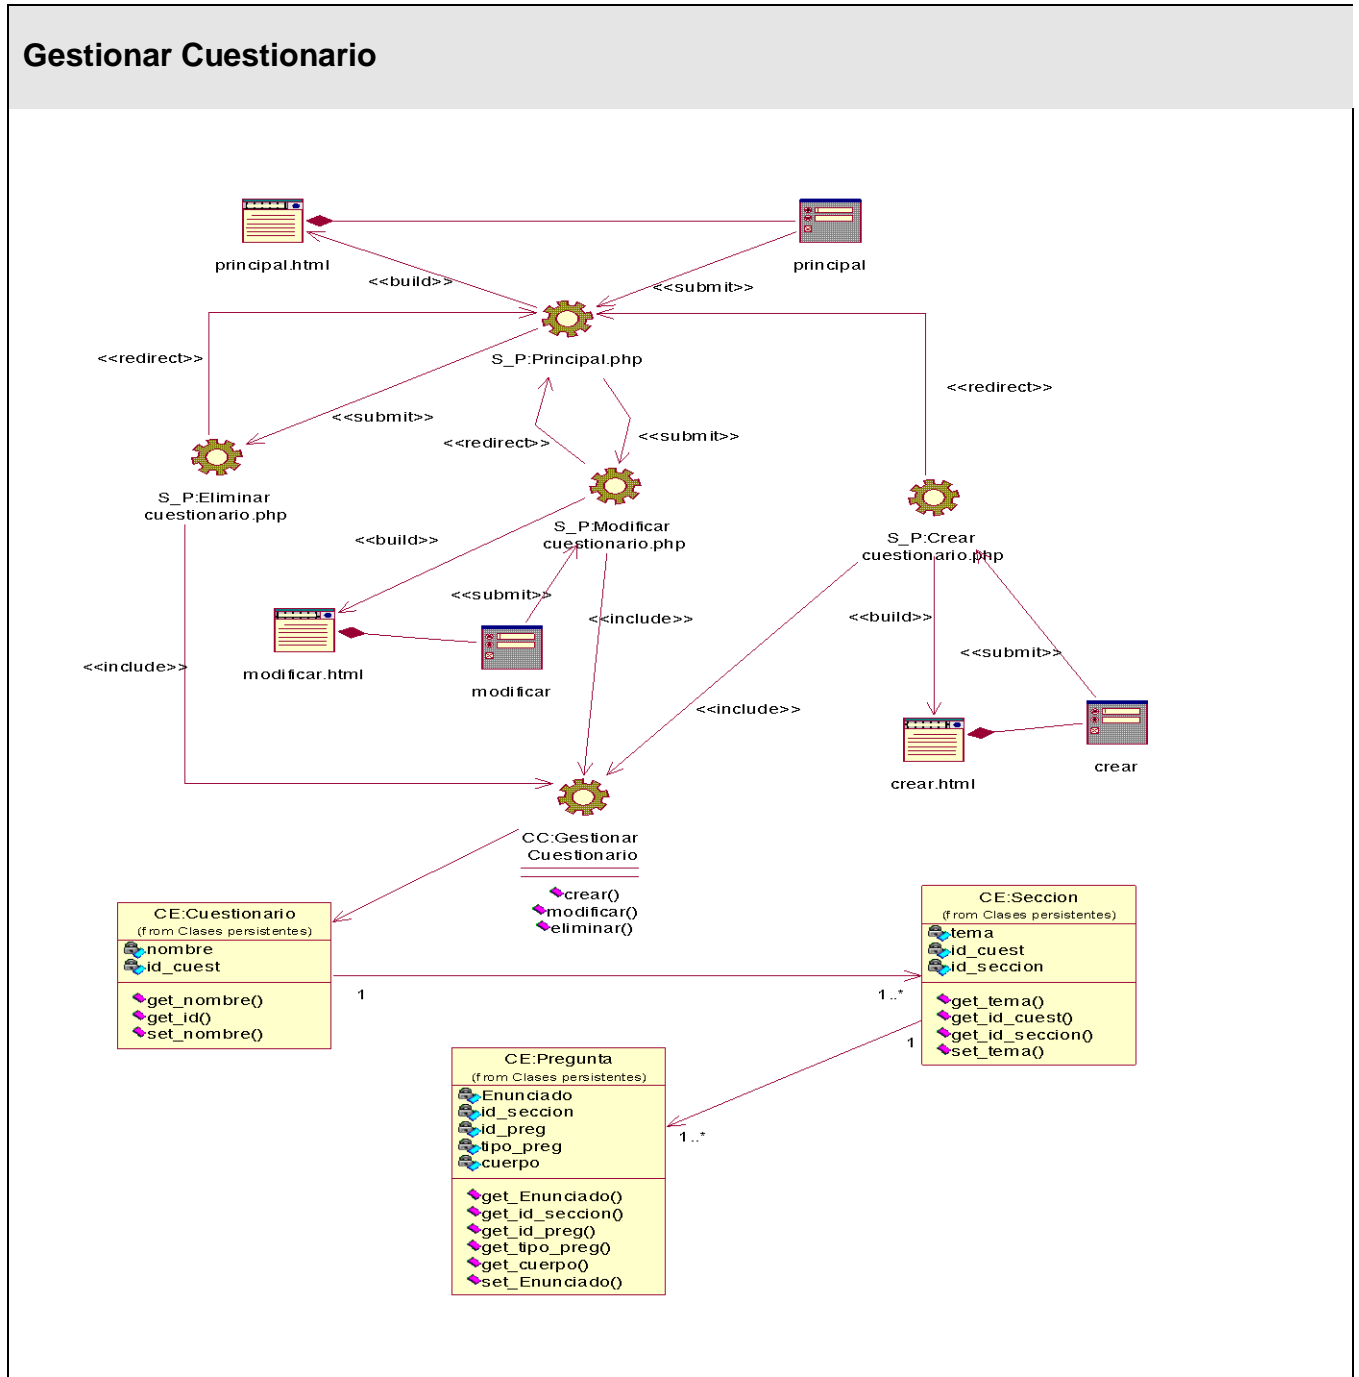 Gestionar Cuestionario
principal.html
principal
<<build>>
<<submit>>
<<redirect>>
S_P:Principal.php
<<redirect>>
<<submit>>
<<redirect>>
<<submit>>
S_P:Eliminar
cuestionario.php
S_P:Modificar
cuestionario.php
S_P:Crear
cuestionario.php
<<build>>
<<submit>>
<<include>>
<<build>>
<<submit>>
<<include>>
modificar.html
modificar
<<include>>
crear.html
crear
CC:Gestionar
Cuestionario
crear()
modificar()
eliminar()
CE:Cuestionario
(from Clases persistentes)
nombre
id_cuest
get_nombre()
get_id()
set_nombre()
1
1..*
CE:Seccion
(from Clases persistentes)
tema
id_cuest
id_seccion
get_tema()
get_id_cuest()
get_id_seccion()
set_tema()
1
1..*
CE:Pregunta
(from Clases persistentes)
Enunciado
id_seccion
id_preg
tipo_preg
cuerpo
get_Enunciado()
get_id_seccion()
get_id_preg()
get_tipo_preg()
get_cuerpo()
set_Enunciado()